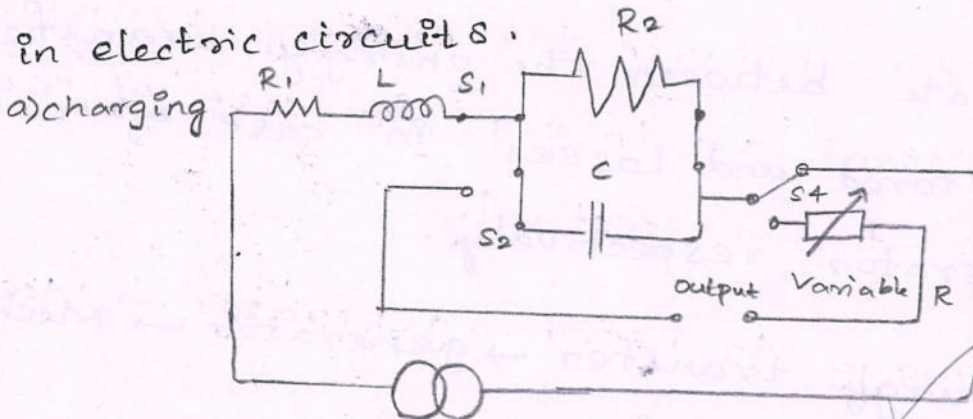 in electric circuits.
R2
a) charging R1 L S1
C
S4
S2
output Variable R